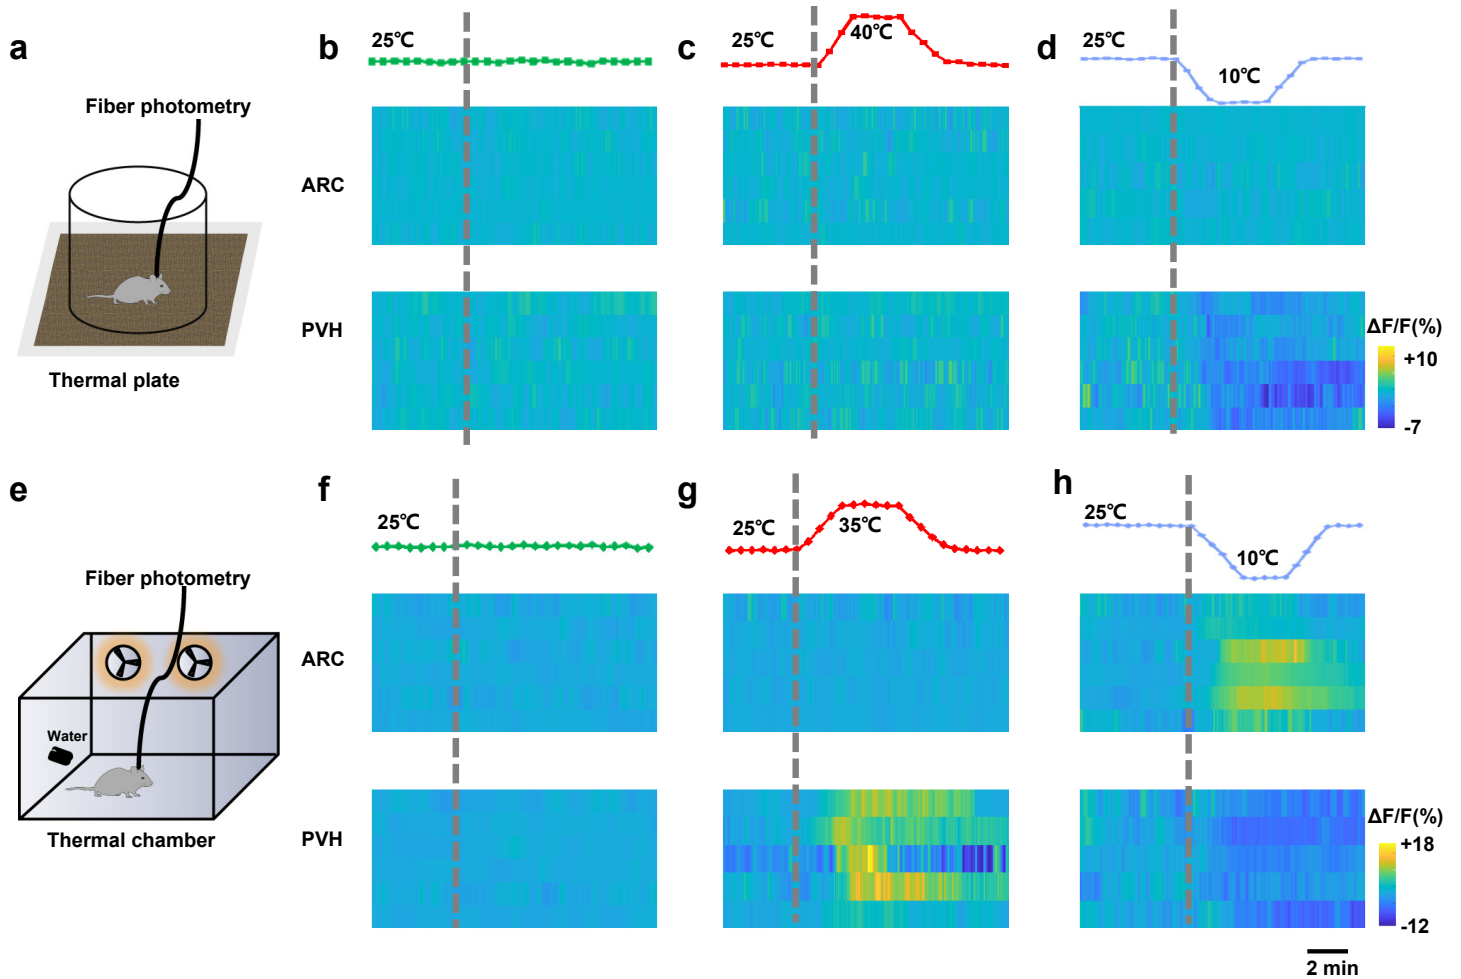 a
Fiber photometry
Thermal plate
b
25℃
ARC
PVH
c
25℃
40℃
d
25℃
10℃
ΔF/F(%)
+10
-7
e
Fiber photometry
Water
Thermal chamber
f
25℃
ARC
PVH
g
25℃
35℃
h
25℃
10℃
ΔF/F(%)
+18
-12
2 min